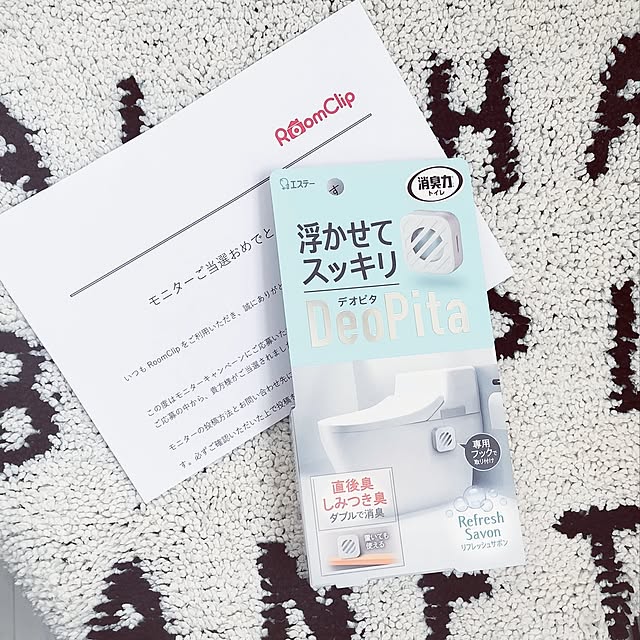 RoomClip
モニターご当選おめでと
いつも RoomClip をご利用いただき、誠にありがと
この度はモニターキャンペーンにご応募いた
ご応募の中から、貴方様がご当選されまし
モニターの投稿方法とお問い合わせ先に
す。必ずご確認いただいた上で投稿
エステー
消臭力
トイレ
浮かせて
スッキリ
デオピタ
DeoPita
専用
フックで
取り付け
直後臭
しみつき臭
ダブルで消臭
置いても
使える
Refresh
Savon
リフレッシュサボン